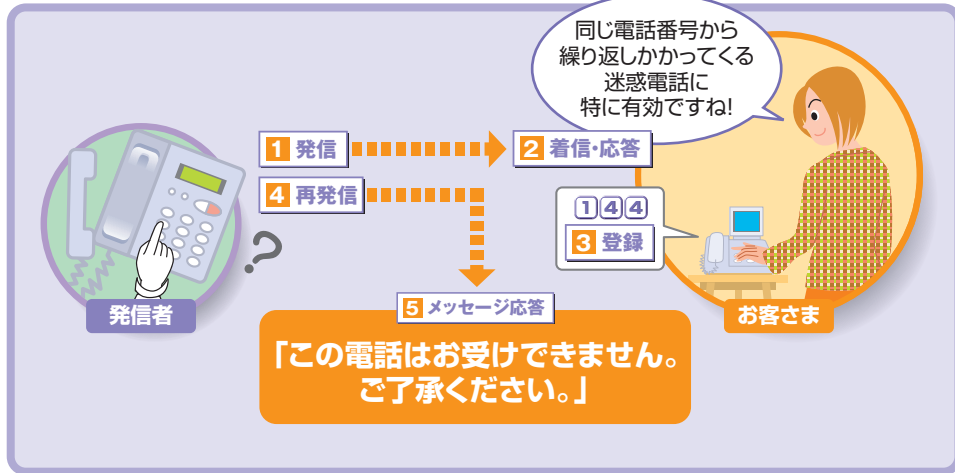 同じ電話番号から
繰り返しかかってくる
迷惑電話に
特に有効ですね!
1 発信
2 着信・応答
4 再発信
144
3 登録
?
発信者
お客さま
5 メッセージ応答
「この電話はお受けできません。
ご了承ください。」